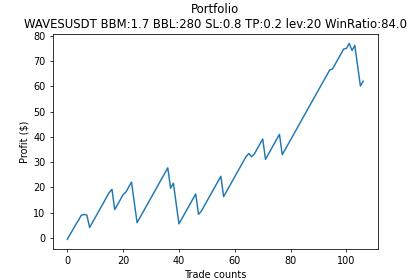 Portfolio
WAVESUSDT BBM:1.7 BBL:280 SL:0.8 TP:0.2 lev:20 WinRatio:84.0
80
70
60
50
40
30
20
10
0
Profit ($)
0 20 40 60 80 100
Trade counts